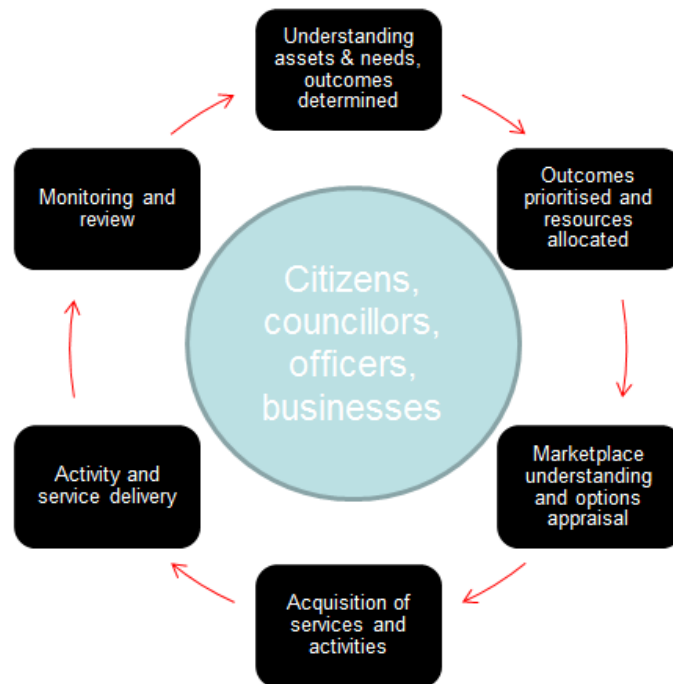 Understanding
assets & needs,
outcomes
determined
Outcomes
prioritised and
resources
allocated
Marketplace
understanding
and options
appraisal
Acquisition of
services and
activities
Activity and
service delivery
Monitoring and
review
Citizens,
councillors,
officers,
businesses